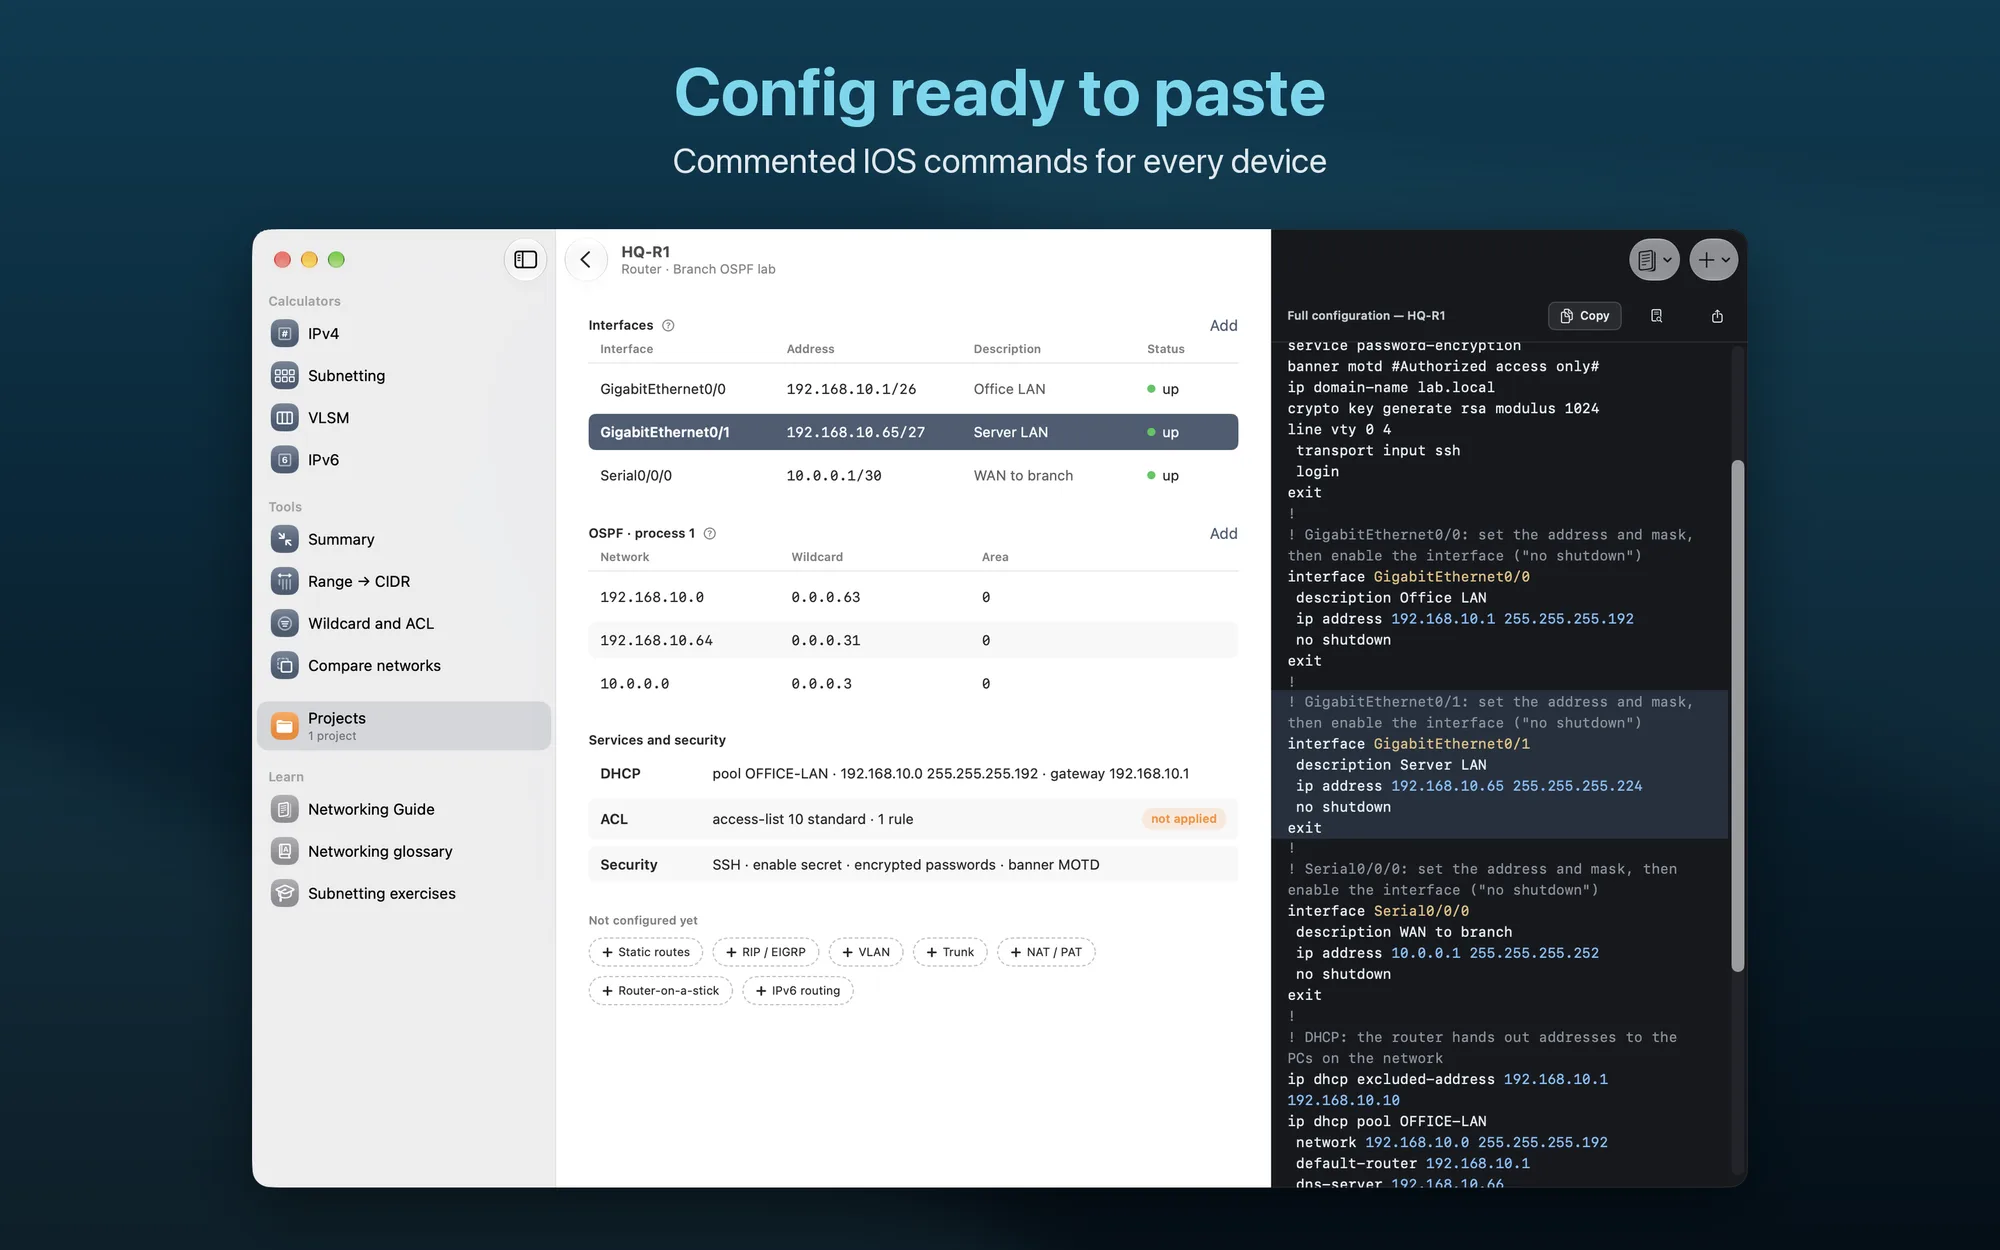 Config ready to paste
Commented IOS commands for every device
Calculators
IPv4
Subnetting
VLSM
IPv6
Tools
Summary
Range → CIDR
Wildcard and ACL
Compare networks
Projects
1 project
Learn
Networking Guide
Networking glossary
Subnetting exercises
HQ-R1
Router · Branch OSPF lab
Interfaces Add
Interface Address Description Status
GigabitEthernet0/0 192.168.10.1/26 Office LAN up
GigabitEthernet0/1 192.168.10.65/27 Server LAN up
Serial0/0/0 10.0.0.1/30 WAN to branch up
OSPF · process 1 Add
Network Wildcard Area
192.168.10.0 0.0.0.63 0
192.168.10.64 0.0.0.31 0
10.0.0.0 0.0.0.3 0
Services and security
DHCP pool OFFICE-LAN · 192.168.10.0 255.255.255.192 · gateway 192.168.10.1
ACL access-list 10 standard · 1 rule not applied
Security SSH · enable secret · encrypted passwords · banner MOTD
Not configured yet
+ Static routes + RIP / EIGRP + VLAN + Trunk + NAT / PAT
+ Router-on-a-stick + IPv6 routing
Full configuration — HQ-R1 Copy
service password-encryption
banner motd #Authorized access only#
ip domain-name lab.local
crypto key generate rsa modulus 1024
line vty 0 4
transport input ssh
login
exit
!
! GigabitEthernet0/0: set the address and mask,
then enable the interface ("no shutdown")
interface GigabitEthernet0/0
description Office LAN
ip address 192.168.10.1 255.255.255.192
no shutdown
exit
!
! GigabitEthernet0/1: set the address and mask,
then enable the interface ("no shutdown")
interface GigabitEthernet0/1
description Server LAN
ip address 192.168.10.65 255.255.255.224
no shutdown
exit
!
! Serial0/0/0: set the address and mask, then
enable the interface ("no shutdown")
interface Serial0/0/0
description WAN to branch
ip address 10.0.0.1 255.255.255.252
no shutdown
exit
!
! DHCP: the router hands out addresses to the
PCs on the network
ip dhcp excluded-address 192.168.10.1
192.168.10.10
ip dhcp pool OFFICE-LAN
network 192.168.10.0 255.255.255.192
default-router 192.168.10.1
dns-server 192.168.10.66